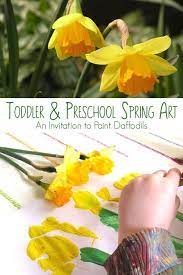 TODDLER & PRESCHOOL SPRING ART
An Invitation to Paint Daffodils